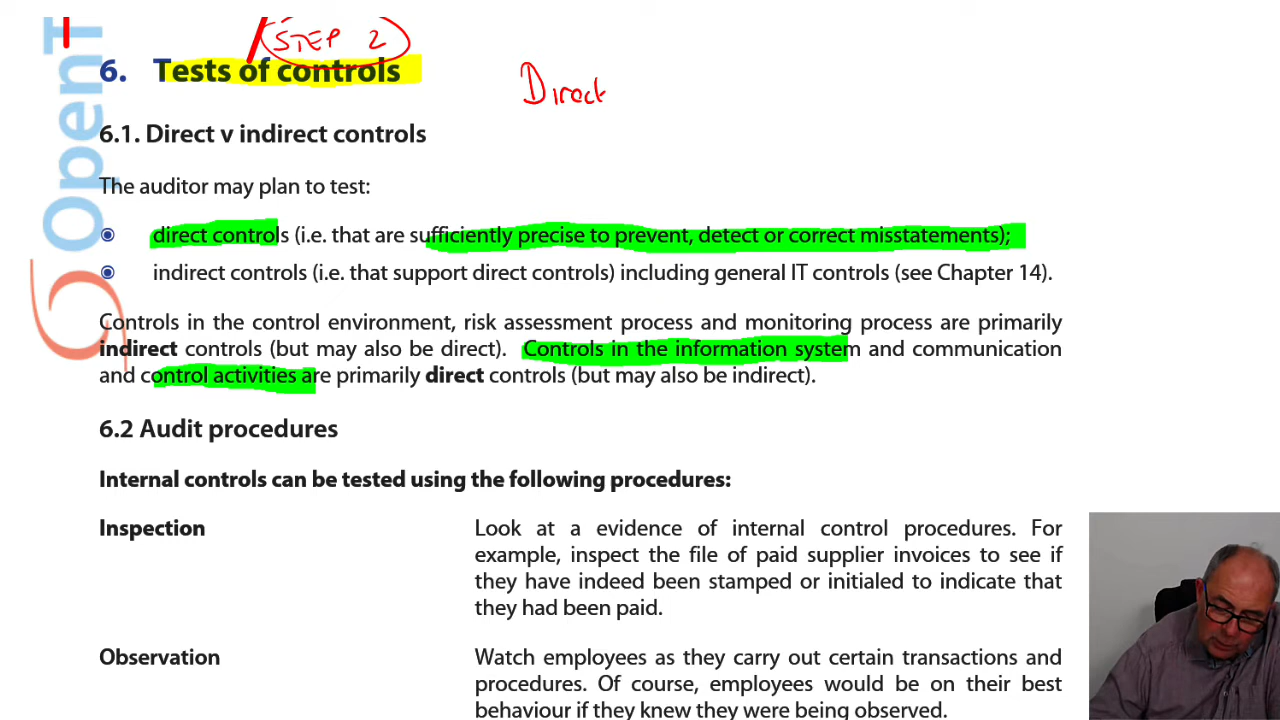 STEP 2
6. Tests of controls
Direct
6.1. Direct v indirect controls
The auditor may plan to test:
direct controls (i.e. that are sufficiently precise to prevent, detect or correct misstatements);
indirect controls (i.e. that support direct controls) including general IT controls (see Chapter 14).
Controls in the control environment, risk assessment process and monitoring process are primarily
indirect controls (but may also be direct). Controls in the information system and communication
and control activities are primarily direct controls (but may also be indirect).
6.2 Audit procedures
Internal controls can be tested using the following procedures:
Inspection
Look at a evidence of internal control procedures. For
example, inspect the file of paid supplier invoices to see if
they have indeed been stamped or initialed to indicate that
they had been paid.
Observation
Watch employees as they carry out certain transactions and
procedures. Of course, employees would be on their best
behaviour if they knew they were being observed.
OpenT